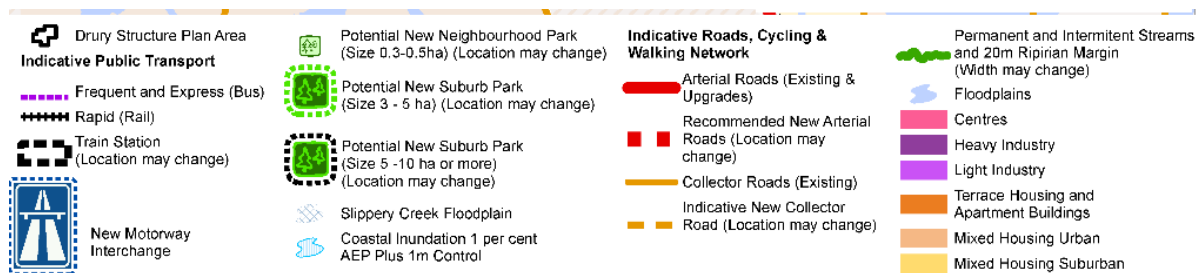 Drury Structure Plan Area
Indicative Public Transport
Frequent and Express (Bus)
Rapid (Rail)
Train Station
(Location may change)
New Motorway
Interchange
Potential New Neighbourhood Park
(Size 0.3-0.5ha) (Location may change)
Potential New Suburb Park
(Size 3 - 5 ha) (Location may change)
Potential New Suburb Park
(Size 5 -10 ha or more)
(Location may change)
Slippery Creek Floodplain
Coastal Inundation 1 per cent
AEP Plus 1m Control
Indicative Roads, Cycling &
Walking Network
Arterial Roads (Existing &
Upgrades)
Recommended New Arterial
Roads (Location may
change)
Collector Roads (Existing)
Indicative New Collector
Road (Location may change)
Permanent and Intermitent Streams
and 20m Ripirian Margin
(Width may change)
Floodplains
Centres
Heavy Industry
Light Industry
Terrace Housing and
Apartment Buildings
Mixed Housing Urban
Mixed Housing Suburban